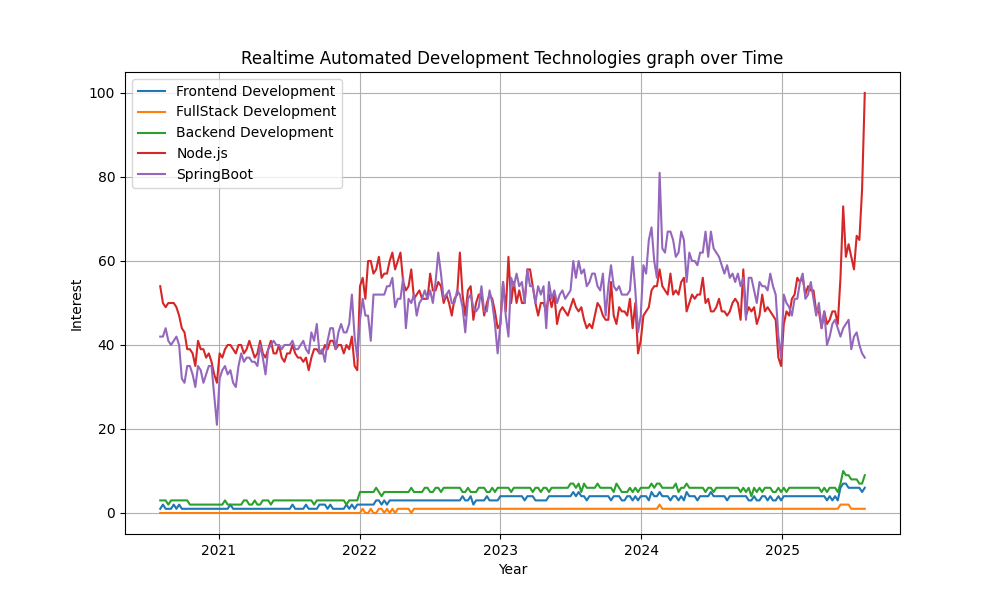 Realtime Automated Development Technologies graph over Time
100
80
60
40
20
0
Interest
Frontend Development
FullStack Development
Backend Development
Node.js
SpringBoot
2021
2022
2023
2024
2025
Year